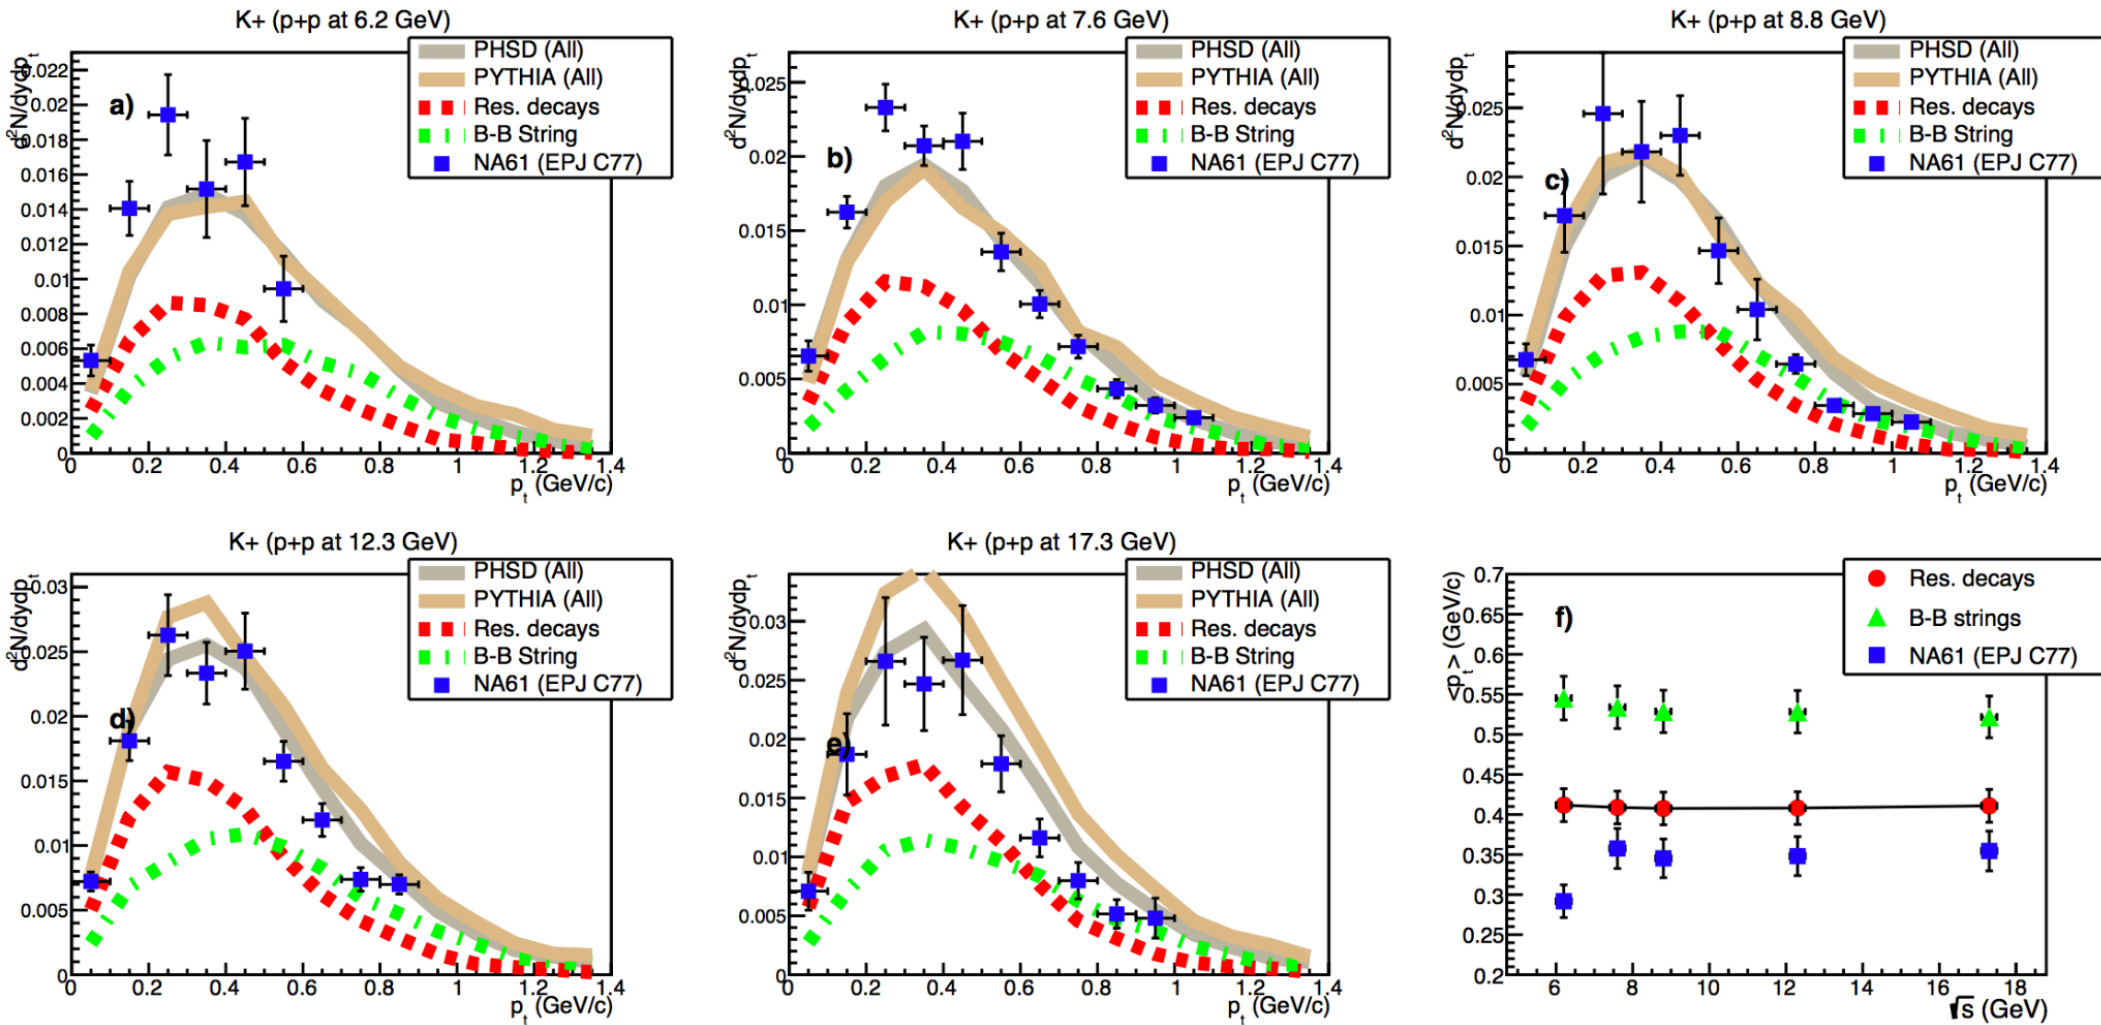 K+ (p+p at 6.2 GeV)
d²N/dydpₜ
a)
PHSD (All)
PYTHIA (All)
Res. decays
B-B String
NA61 (EPJ C77)
0.022
0.02
0.018
0.016
0.014
0.012
0.01
0.008
0.006
0.004
0.002
0
0 0.2 0.4 0.6 0.8 1 1.2 1.4
pₜ (GeV/c)
K+ (p+p at 7.6 GeV)
d²N/dydpₜ
b)
PHSD (All)
PYTHIA (All)
Res. decays
B-B String
NA61 (EPJ C77)
0.025
0.02
0.015
0.01
0.005
0
0 0.2 0.4 0.6 0.8 1 1.2 1.4
pₜ (GeV/c)
K+ (p+p at 8.8 GeV)
d²N/dydpₜ
c)
PHSD (All)
PYTHIA (All)
Res. decays
B-B String
NA61 (EPJ C77)
0.025
0.02
0.015
0.01
0.005
0
0 0.2 0.4 0.6 0.8 1 1.2 1.4
pₜ (GeV/c)
K+ (p+p at 12.3 GeV)
d²N/dydpₜ
d)
PHSD (All)
PYTHIA (All)
Res. decays
B-B String
NA61 (EPJ C77)
0.03
0.025
0.02
0.015
0.01
0.005
0
0 0.2 0.4 0.6 0.8 1 1.2 1.4
pₜ (GeV/c)
K+ (p+p at 17.3 GeV)
d²N/dydpₜ
e)
PHSD (All)
PYTHIA (All)
Res. decays
B-B String
NA61 (EPJ C77)
0.03
0.025
0.02
0.015
0.01
0.005
0
0 0.2 0.4 0.6 0.8 1 1.2 1.4
pₜ (GeV/c)
<pₜ> (GeV/c)
f)
Res. decays
B-B strings
NA61 (EPJ C77)
0.7
0.65
0.6
0.55
0.5
0.45
0.4
0.35
0.3
0.25
0.2
6 8 10 12 14 16 18
√s (GeV)